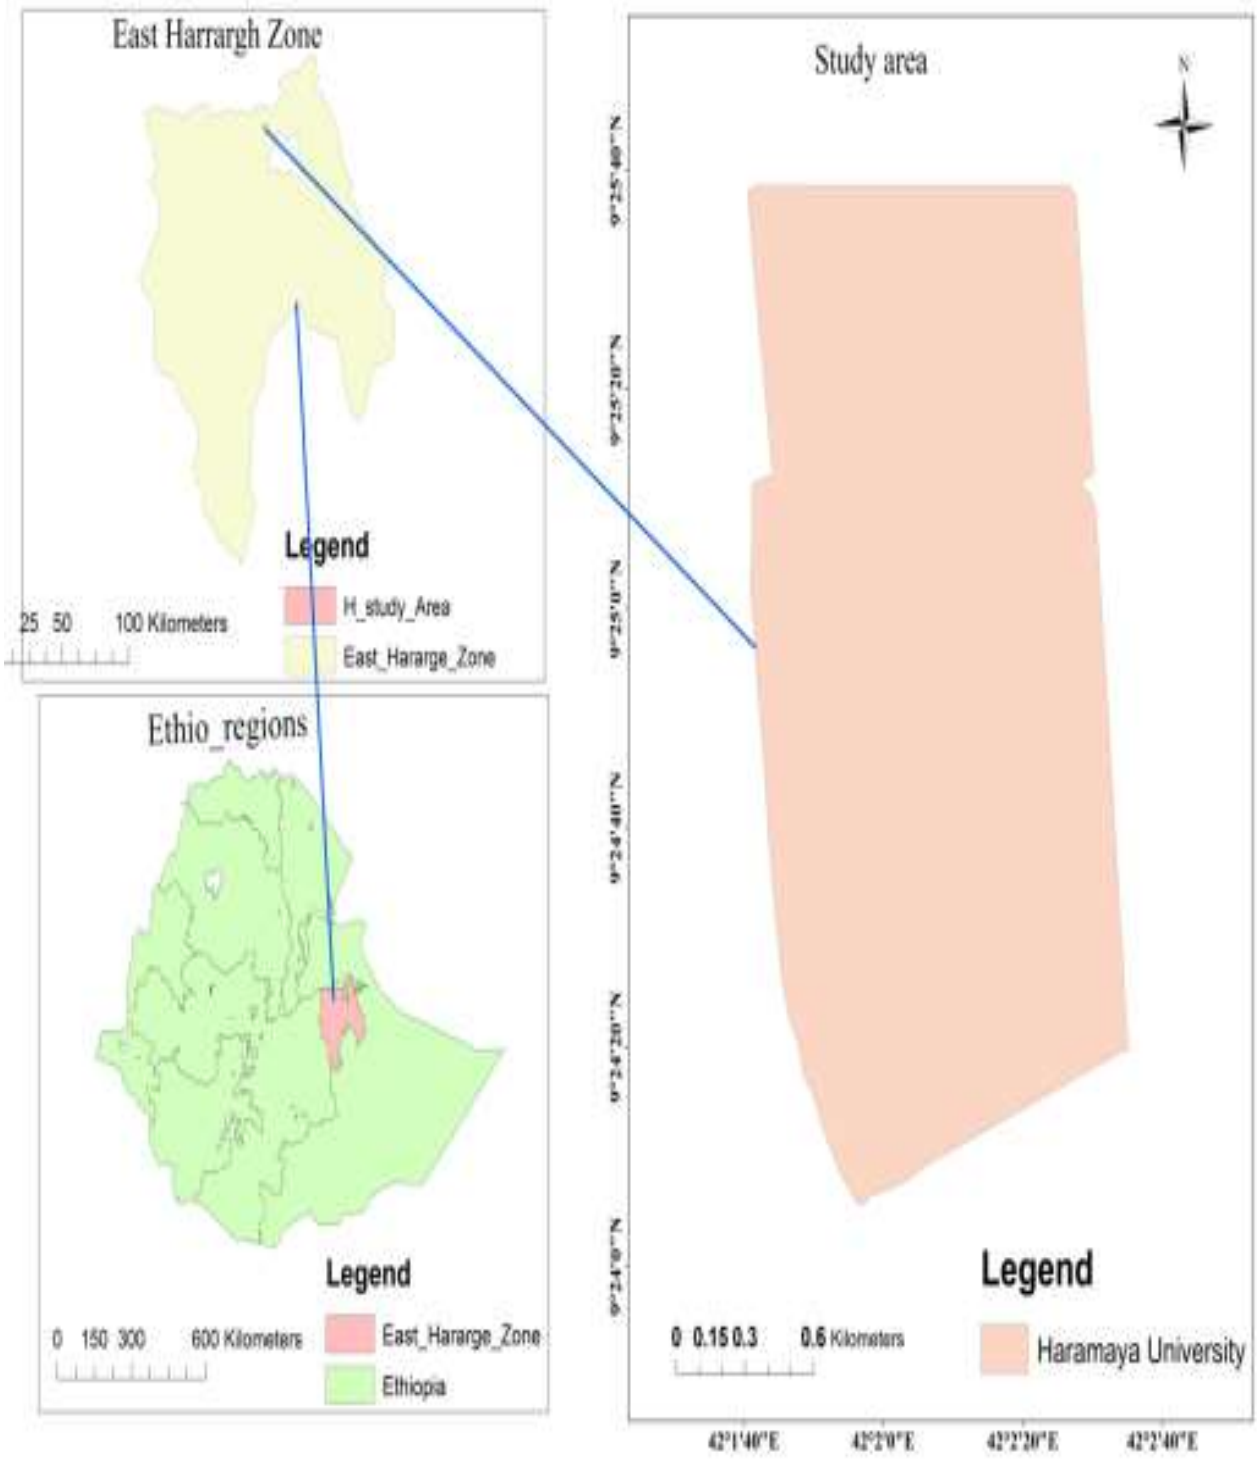 East Harrargh Zone
Legend
H_study_Area
East_Hararge_Zone
25 50 100 Kilometers
Ethio_regions
Legend
East_Hararge_Zone
Ethiopia
0 150 300 600 Kilometers
Study area
N
9°25'40"N
9°25'20"N
9°25'0"N
9°24'40"N
9°24'20"N
9°24'0"N
Legend
Haramaya University
0 0.15 0.3 0.6 Kilometers
42°1'40"E 42°2'0"E 42°2'20"E 42°2'40"E